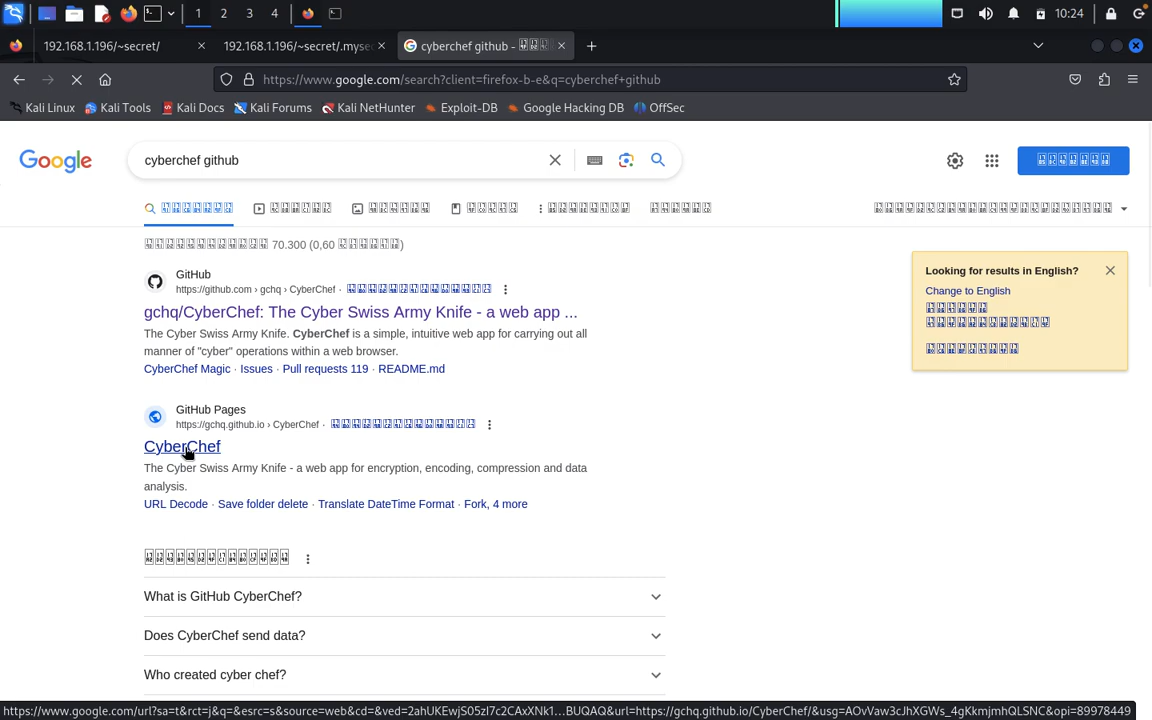 1 2 3 4 10:24
192.168.1.196/~secret/ 192.168.1.196/~secret/.myse cyberchef github -
https://www.google.com/search?client=firefox-b-e&q=cyberchef+github
Kali Linux Kali Tools Kali Docs Kali Forums Kali NetHunter Exploit-DB Google Hacking DB OffSec
Google cyberchef github
70.300 (0,60
GitHub
https://github.com › gchq › CyberChef ·
gchq/CyberChef: The Cyber Swiss Army Knife - a web app ...
The Cyber Swiss Army Knife. CyberChef is a simple, intuitive web app for carrying out all
manner of "cyber" operations within a web browser.
CyberChef Magic · Issues · Pull requests 119 · README.md
Looking for results in English?
Change to English
GitHub Pages
https://gchq.github.io › CyberChef ·
CyberChef
The Cyber Swiss Army Knife - a web app for encryption, encoding, compression and data
analysis.
URL Decode · Save folder delete · Translate DateTime Format · Fork, 4 more
What is GitHub CyberChef?
Does CyberChef send data?
Who created cyber chef?
https://www.google.com/url?sa=t&rct=j&q=&esrc=s&source=web&cd=&ved=2ahUKEwjS05zI7c2CAxXNk1…BUQAQ&url=https://gchq.github.io/CyberChef/&usg=AOvVaw3cJhXGWs_4gKkmjmhQLSNC&opi=89978449